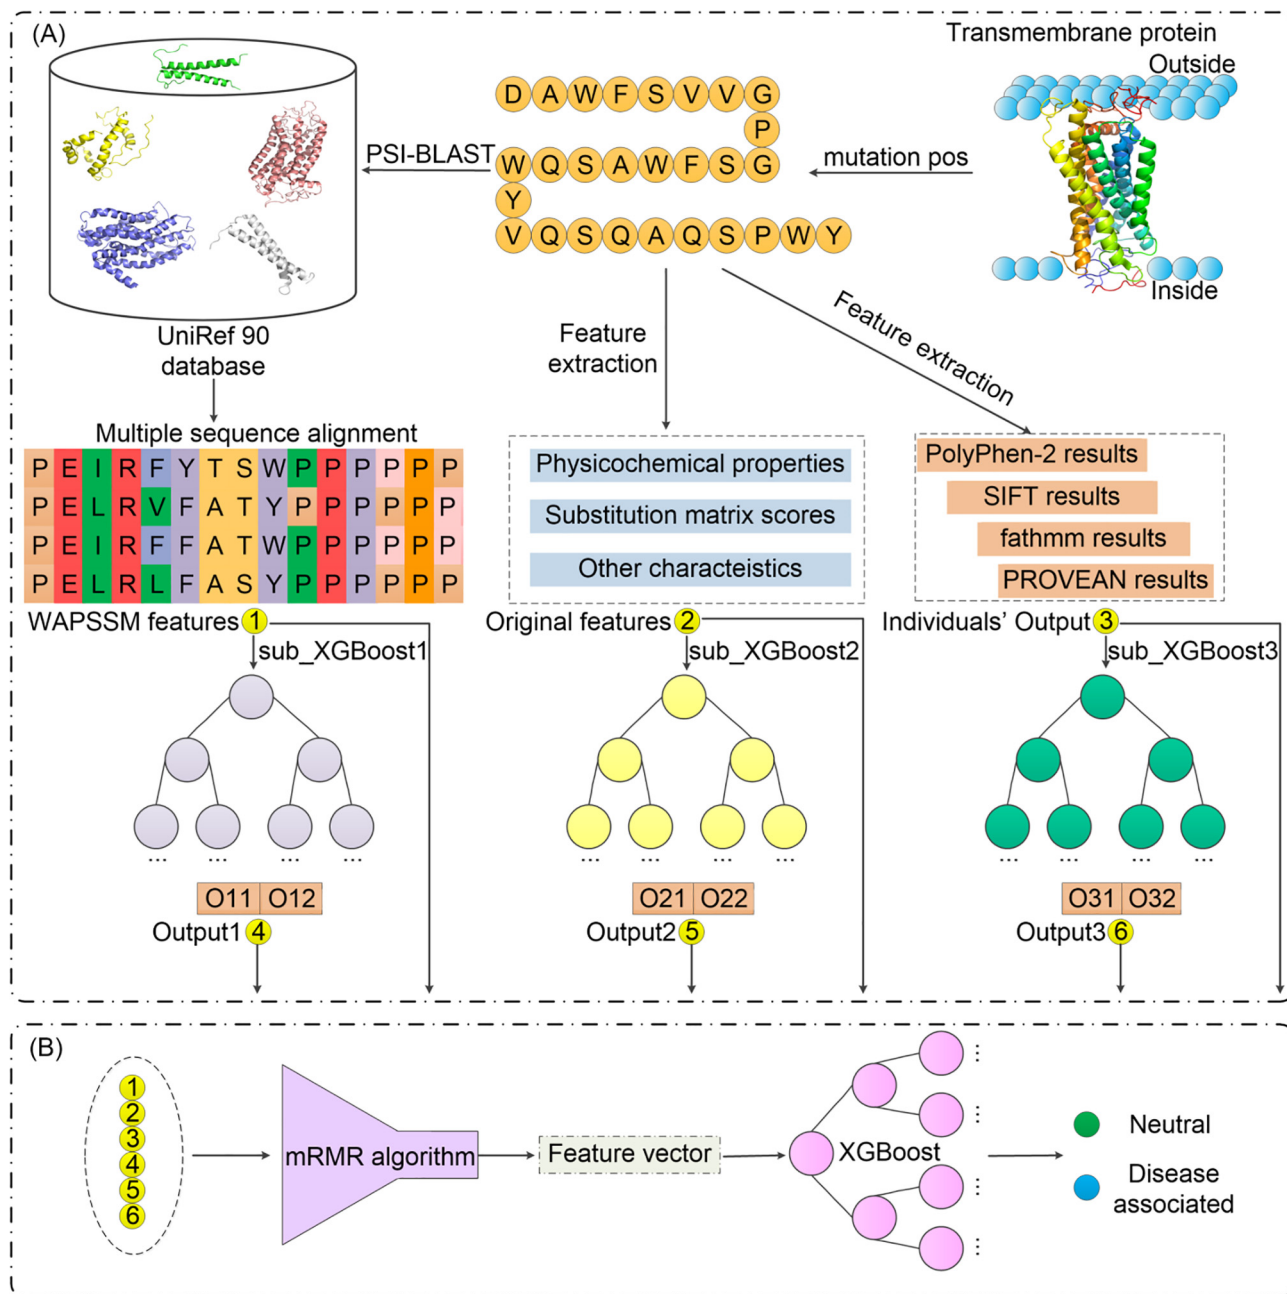 (A)
Transmembrane protein
Outside
D A W F S V V G
P
W Q S A W F S G
Y
V Q S Q A Q S P W Y
PSI-BLAST
mutation pos
Inside
UniRef 90
database
Feature
extraction
Feature extraction
Multiple sequence alignment
P E I R F Y T S W P P P P P P
P E L R V F A T Y P P P P P P
P E I R F F A T W P P P P P P
P E L R L F A S Y P P P P P P
WAPSSM features 1
Physicochemical properties
Substitution matrix scores
Other characteistics
Original features 2
PolyPhen-2 results
SIFT results
fathmm results
PROVEAN results
Individuals' Output 3
sub_XGBoost1
sub_XGBoost2
sub_XGBoost3
... ... ... ...
... ... ... ...
... ... ... ...
O11 O12
O21 O22
O31 O32
Output1 4
Output2 5
Output3 6
(B)
1
2
3
4
5
6
mRMR algorithm
Feature vector
XGBoost
...
...
...
...
Neutral
Disease
associated